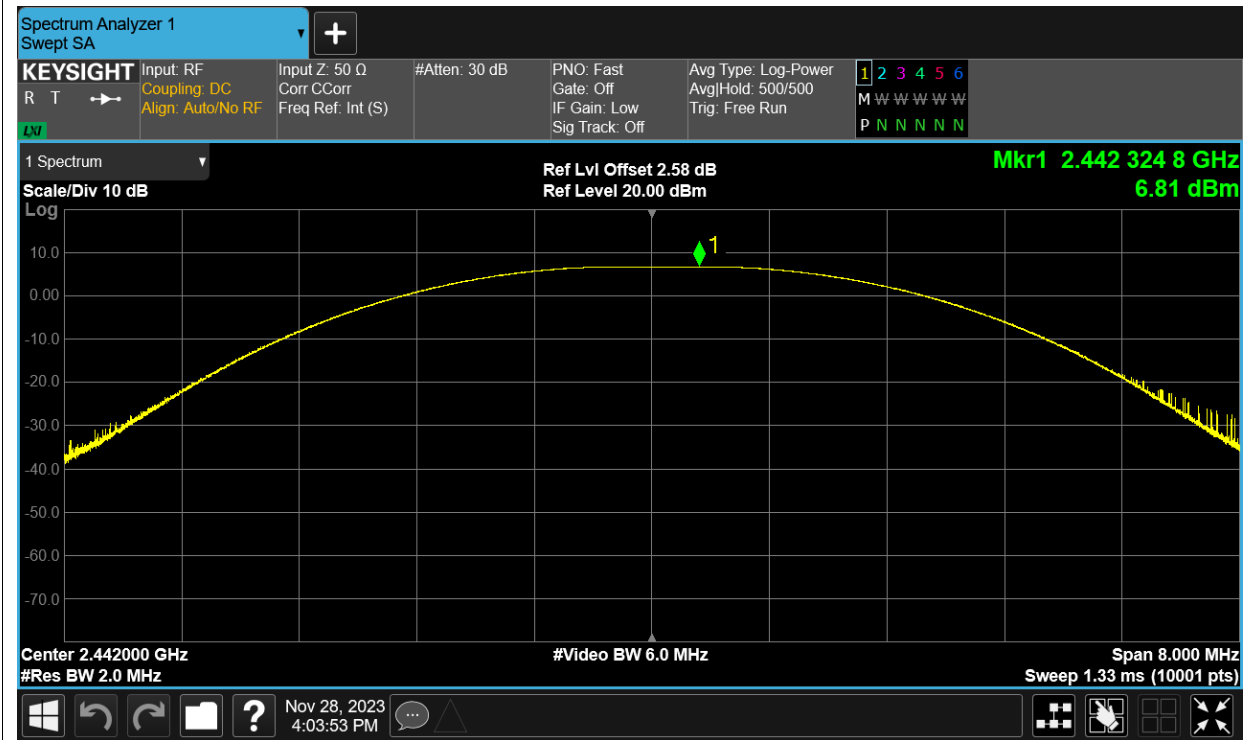 Spectrum Analyzer 1
Swept SA
+
KEYSIGHT
R T
LXI
Input: RF
Coupling: DC
Align: Auto/No RF
Input Z: 50 Ω
Corr CCorr
Freq Ref: Int (S)
#Atten: 30 dB
PNO: Fast
Gate: Off
IF Gain: Low
Sig Track: Off
Avg Type: Log-Power
Avg|Hold: 500/500
Trig: Free Run
1 2 3 4 5 6
M W W W W W
P N N N N N
1 Spectrum
Scale/Div 10 dB
Log
Ref Lvl Offset 2.58 dB
Ref Level 20.00 dBm
Mkr1 2.442 324 8 GHz
6.81 dBm
1
10.0
0.00
-10.0
-20.0
-30.0
-40.0
-50.0
-60.0
-70.0
Center 2.442000 GHz
#Res BW 2.0 MHz
#Video BW 6.0 MHz
Span 8.000 MHz
Sweep 1.33 ms (10001 pts)
?
Nov 28, 2023
4:03:53 PM